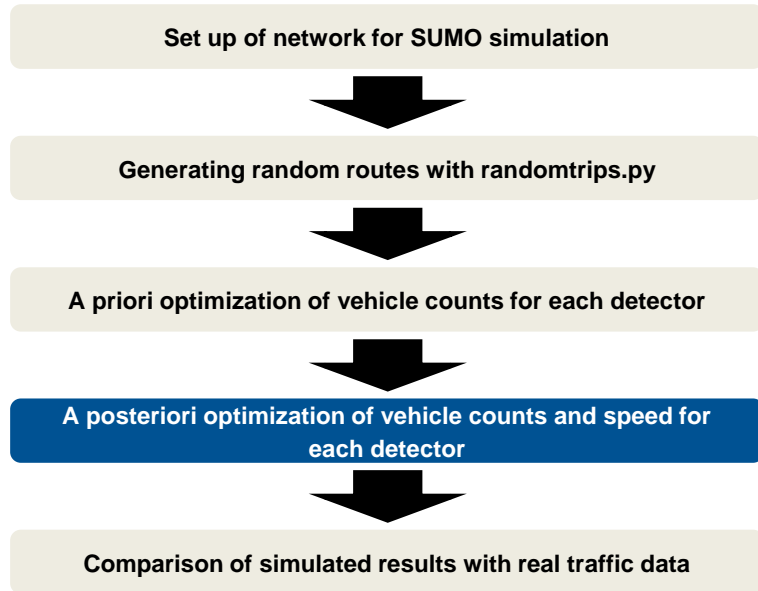 Set up of network for SUMO simulation
Generating random routes with randomtrips.py
A priori optimization of vehicle counts for each detector
A posteriori optimization of vehicle counts and speed for
each detector
Comparison of simulated results with real traffic data